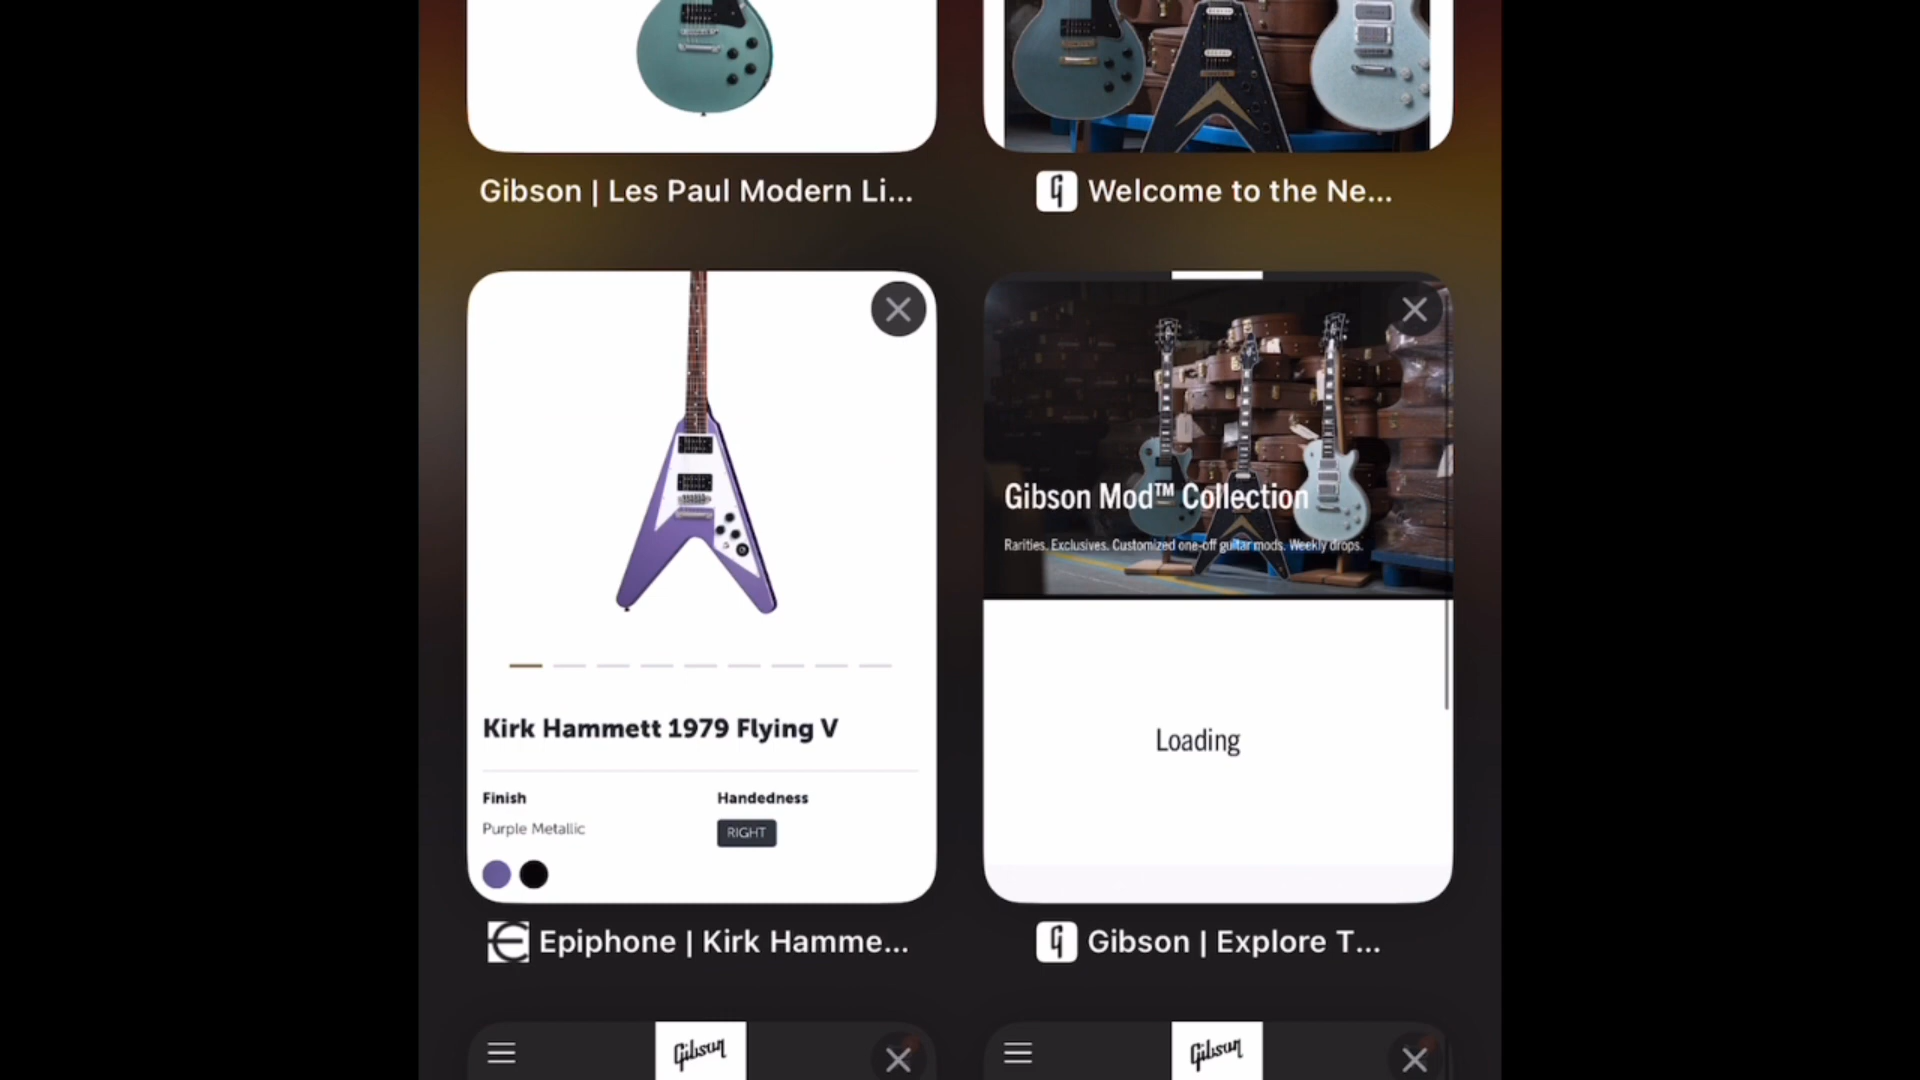 Gibson | Les Paul Modern Li...
Welcome to the Ne...
Gibson Mod™ Collection
Rarities. Exclusives. Customized one-off guitar mods. Weekly drops.
Kirk Hammett 1979 Flying V
Loading
Finish
Handedness
Purple Metallic
RIGHT
Epiphone | Kirk Hamme...
Gibson | Explore T...
Gibson
Gibson